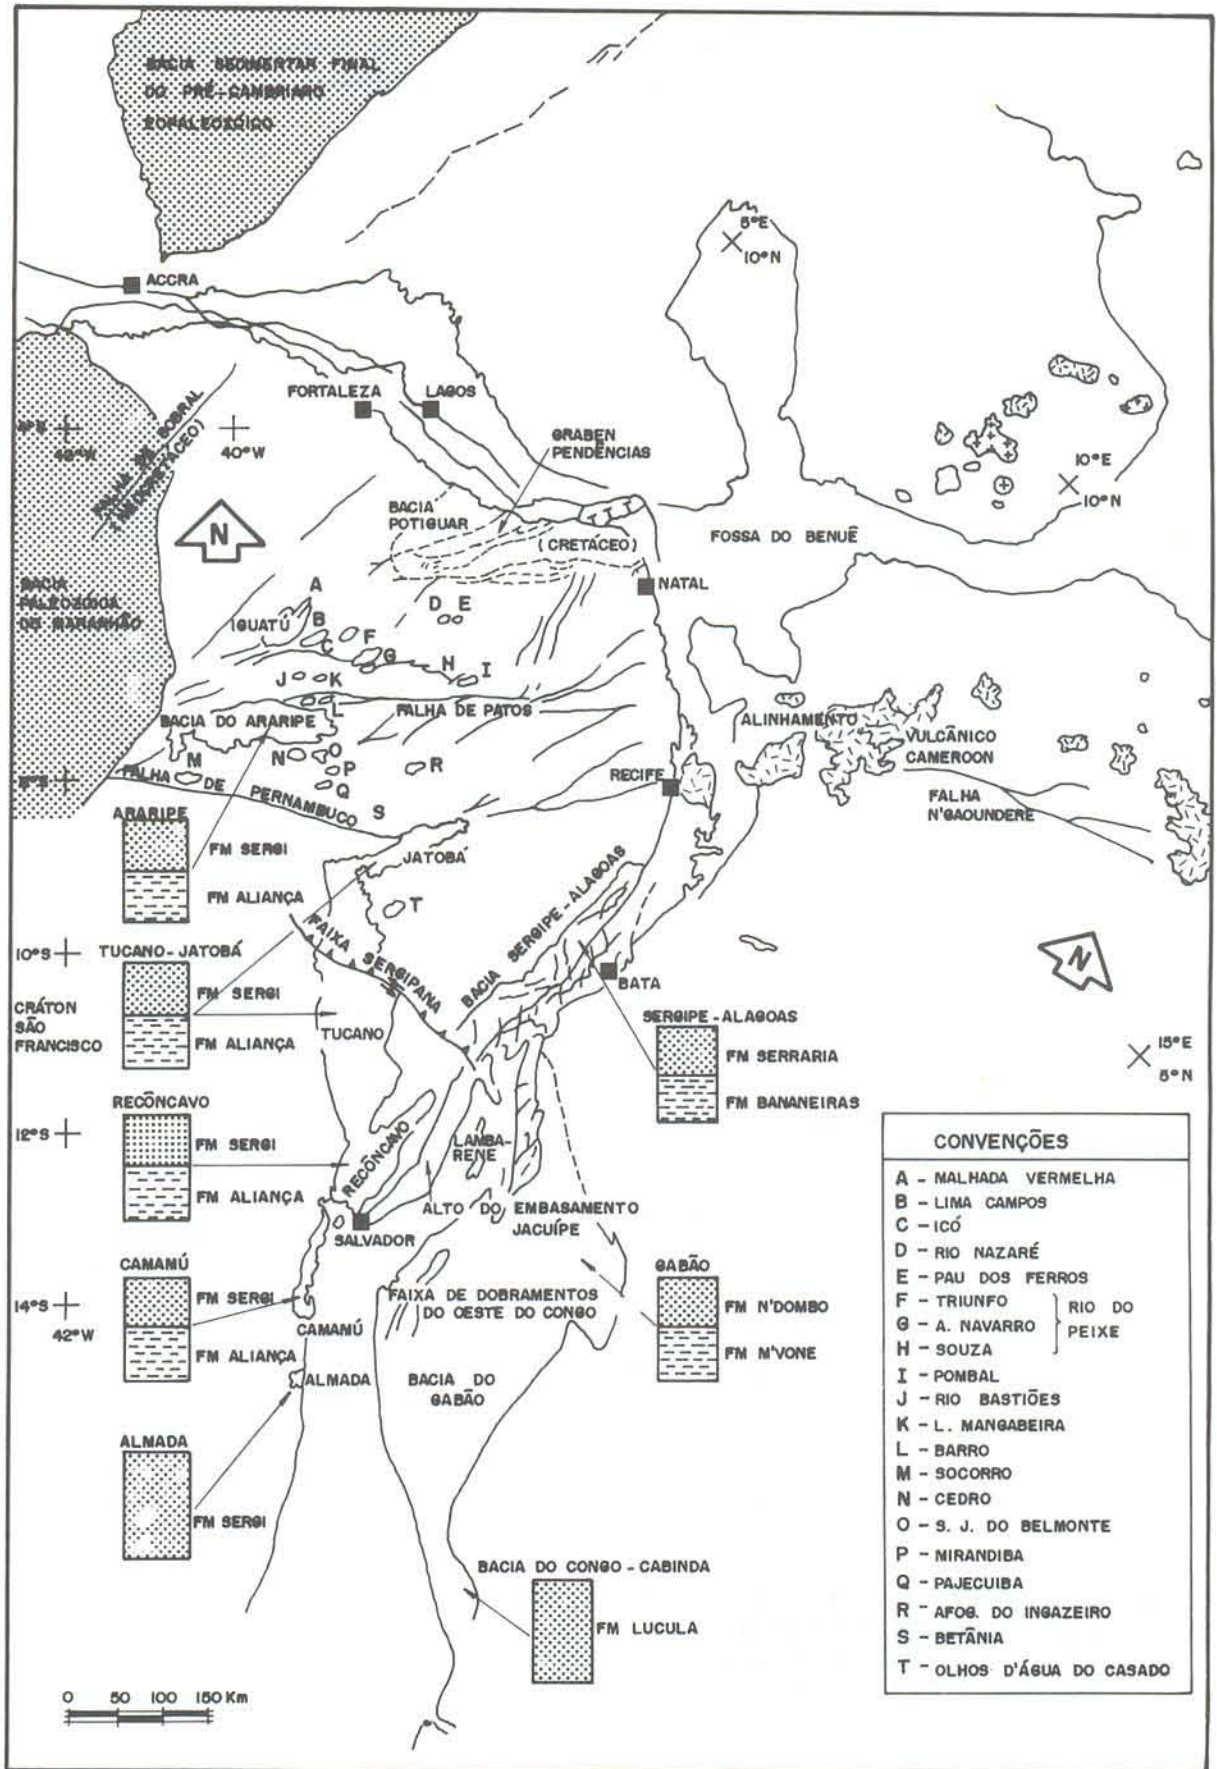 BACIA SEDIMENTAR FINAL
DO PRÉ-CAMBRIANO
EOPALEOZÓICO
5°E
10°N
ACCRA
FORTALEZA
LAGOS
40°W
GRABEN
PENDÊNCIAS
10°E
10°N
FALHA DE SOBRAL
N
BACIA
POTIGUAR
(CRETÁCEO)
FOSSA DO BENUÊ
NATAL
BACIA
PALEOZÓICA
DO MARANHÃO
A
IGUATÚ
B
C
D
E
F
G
H
I
J
K
L
BACIA DO ARARIPE
FALHA DE PATOS
ALINHAMENTO
VULCÂNICO
CAMEROON
M
N
O
P
Q
R
S
RECIFE
8°S
FALHA DE PERNAMBUCO
FALHA
N'GAOUNDERE
ARARIPE
FM SERGI
FM ALIANÇA
JATOBÁ
T
FAIXA SERGIPANA
BACIA SERGIPE-ALAGOAS
BATA
N
10°S
TUCANO-JATOBÁ
FM SERGI
FM ALIANÇA
CRÁTON
SÃO
FRANCISCO
TUCANO
SERGIPE-ALAGOAS
FM SERRARIA
FM BANANEIRAS
15°E
5°N
12°S
RECÔNCAVO
FM SERGI
FM ALIANÇA
RECÔNCAVO
LAMBA-
RENE
ALTO DO EMBASAMENTO
JACUÍPE
SALVADOR
14°S
42°W
CAMAMÚ
FM SERGI
FM ALIANÇA
CAMAMÚ
FAIXA DE DOBRAMENTOS
DO OESTE DO CONGO
GABÃO
FM N'DOMBO
FM M'VONE
ALMADA
BACIA DO
GABÃO
ALMADA
FM SERGI
BACIA DO CONGO-CABINDA
FM LUCULA
0 50 100 150 Km
CONVENÇÕES
A - MALHADA VERMELHA
B - LIMA CAMPOS
C - ICÓ
D - RIO NAZARÉ
E - PAU DOS FERROS
F - TRIUNFO
G - A. NAVARRO
H - SOUZA
RIO DO
PEIXE
I - POMBAL
J - RIO BASTIÕES
K - L. MANGABEIRA
L - BARRO
M - SOCORRO
N - CEDRO
O - S. J. DO BELMONTE
P - MIRANDIBA
Q - PAJECUIBA
R - AFOG. DO INGAZEIRO
S - BETÂNIA
T - OLHOS D'ÁGUA DO CASADO